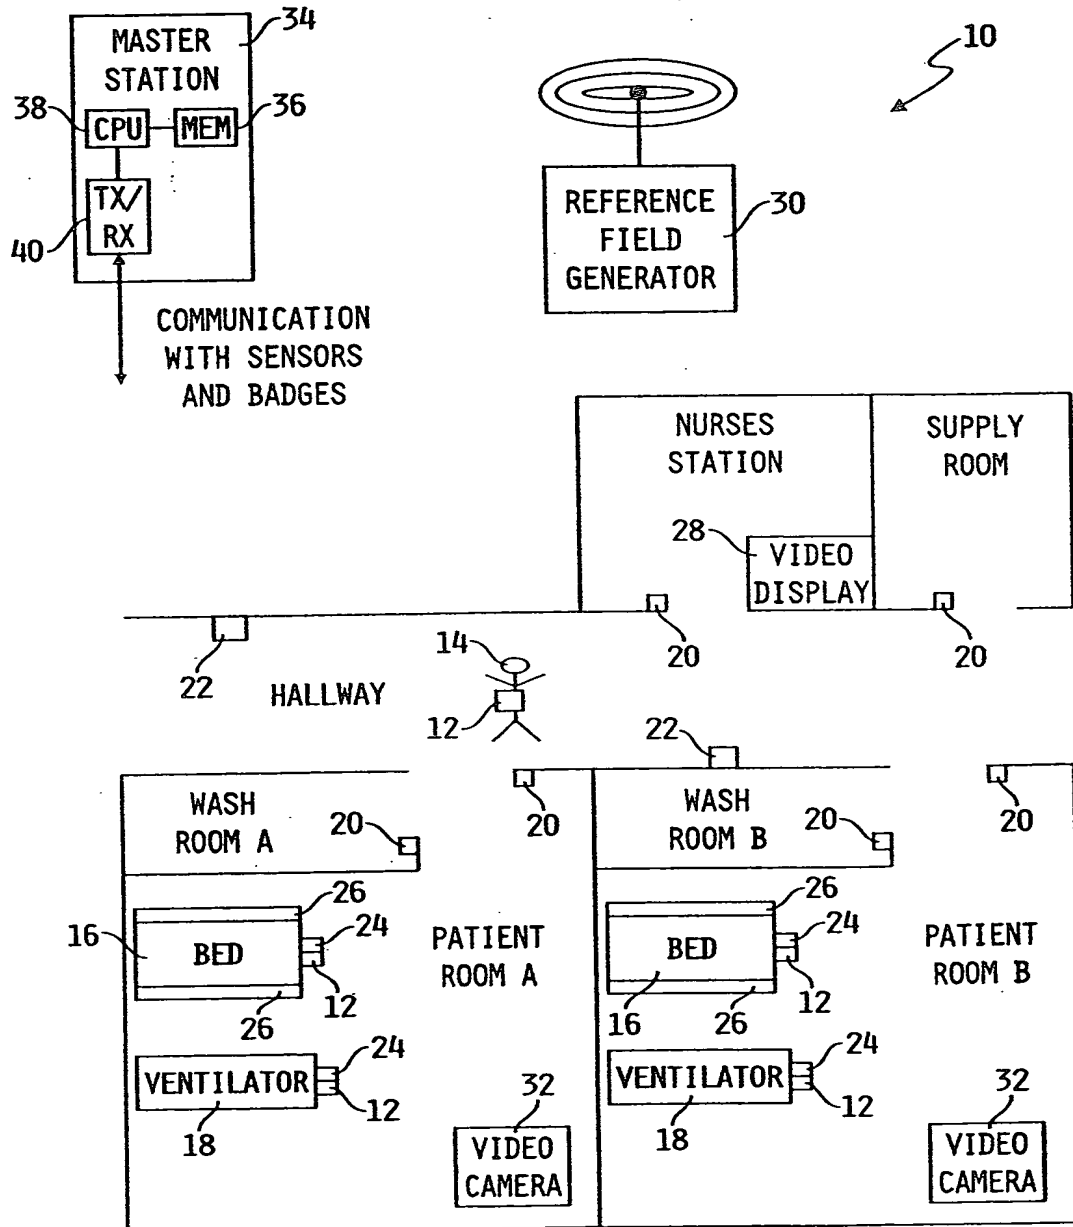 34
MASTER
STATION
10
38
CPU
MEM
36
TX/
RX
40
REFERENCE
FIELD
GENERATOR
30
COMMUNICATION
WITH SENSORS
AND BADGES
NURSES
STATION
SUPPLY
ROOM
28
VIDEO
DISPLAY
22
HALLWAY
14
12
20
20
22
WASH
ROOM A
20
20
WASH
ROOM B
20
20
16
BED
26
24
12
26
PATIENT
ROOM A
BED
26
24
12
16
26
PATIENT
ROOM B
VENTILATOR
24
12
18
32
VIDEO
CAMERA
VENTILATOR
24
12
18
32
VIDEO
CAMERA